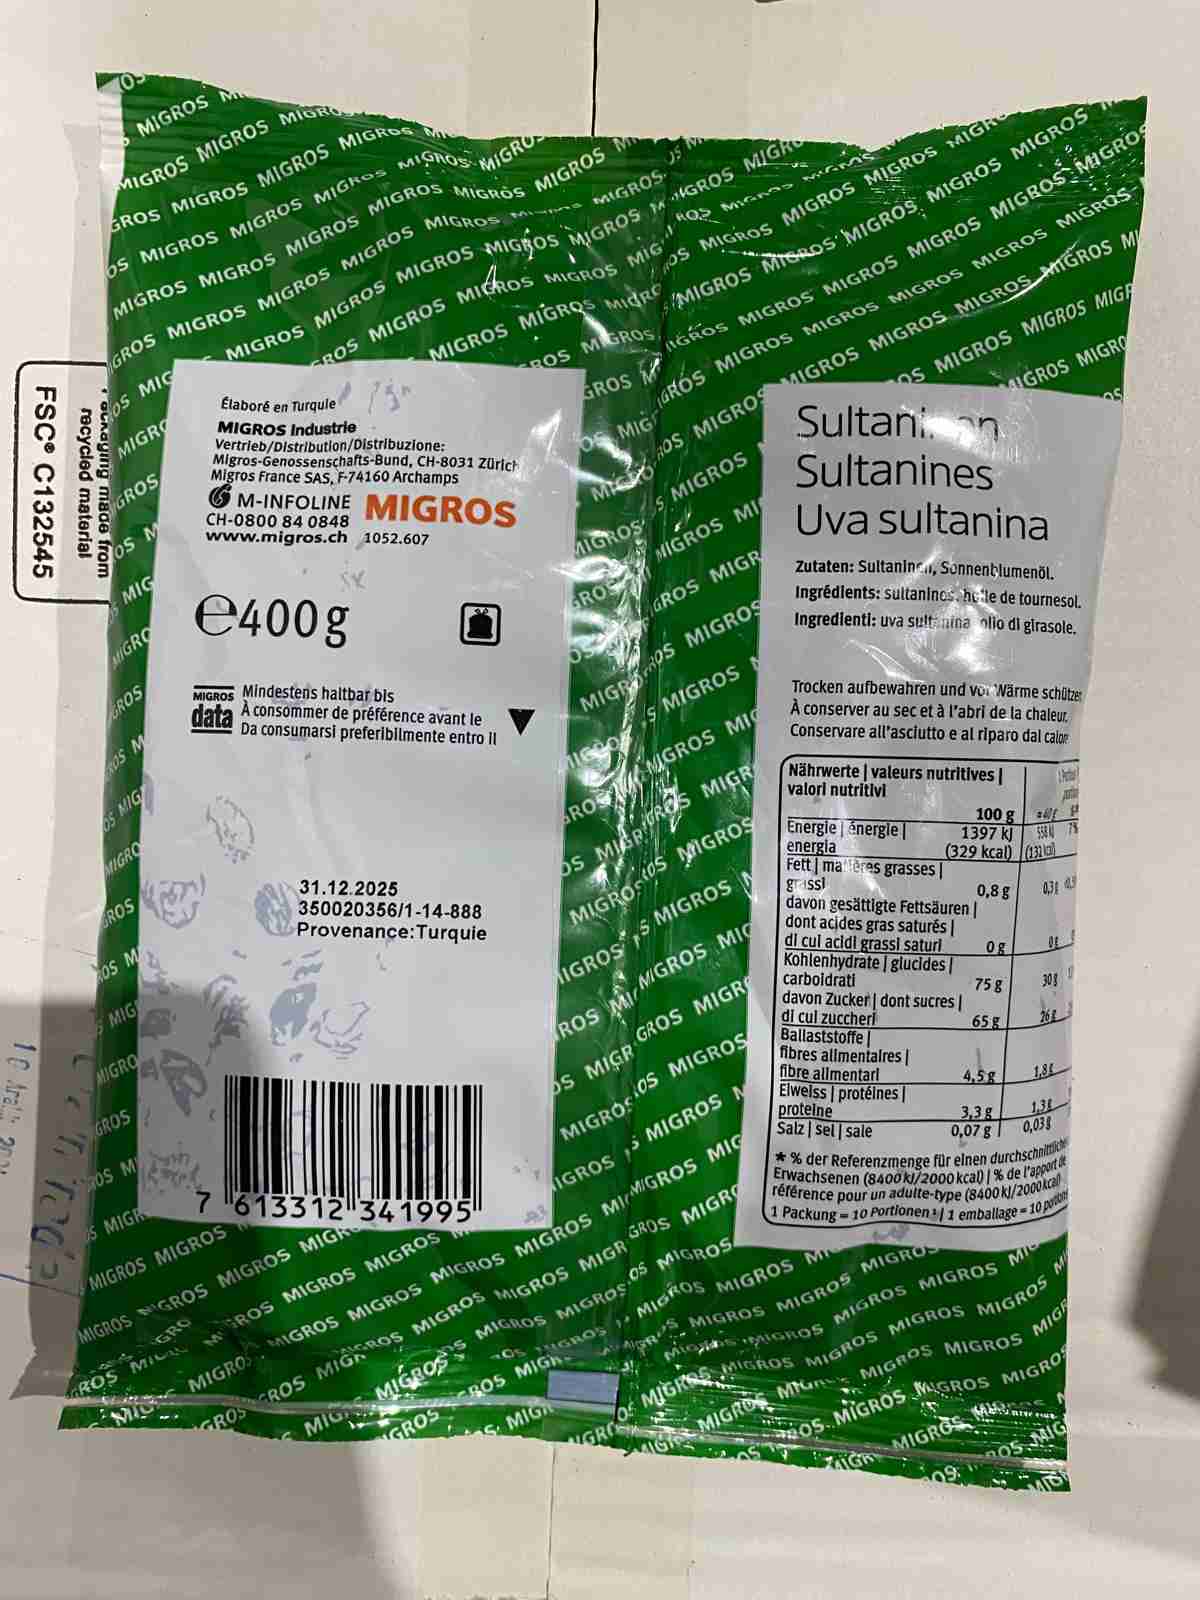 Élaboré en Turquie
MIGROS Industrie
Vertrieb/Distribution/Distribuzione:
Migros-Genossenschafts-Bund, CH-8031 Zürich
Migros France SAS, F-74160 Archamps
M-INFOLINE MIGROS
CH-0800 84 0848
www.migros.ch 1052.607
℮400g
MIGROS data
Mindestens haltbar bis
À consommer de préférence avant le
Da consumarsi preferibilmente entro il
31.12.2025
350020356/1-14-888
Provenance:Turquie
7 613312 341995
Sultaninen
Sultanines
Uva sultanina
Zutaten: Sultaninen, Sonnenblumenöl.
Ingrédients: sultanines, huile de tournesol.
Ingredienti: uva sultanina, olio di girasole.
Trocken aufbewahren und vor Wärme schützen
À conserver au sec et à l'abri de la chaleur.
Conservare all'asciutto e al riparo dal calore
Nährwerte | valeurs nutritives |
valori nutritivi
100 g = 40 g
Energie | énergie | 1397 kJ 558 kJ 7%
energia (329 kcal) (132 kcal)
Fett | matières grasses |
grassi 0,8 g 0,3 g
davon gesättigte Fettsäuren |
dont acides gras saturés |
di cui acidi grassi saturi 0 g 0 g
Kohlenhydrate | glucides |
carboidrati 75 g 30 g
davon Zucker | dont sucres |
di cui zuccheri 65 g 26 g
Ballaststoffe |
fibres alimentaires |
fibre alimentari 4,5 g 1,8 g
Eiweiss | protéines |
proteine 3,3 g 1,3 g
Salz | sel | sale 0,07 g 0,03 g
* % der Referenzmenge für einen durchschnittlichen
Erwachsenen (8400 kJ/2000 kcal) | % de l'apport de
référence pour un adulte-type (8400 kJ/2000 kcal)
1 Packung = 10 Portionen | 1 emballage = 10 portions
Packaging made from
recycled material
FSC® C132545